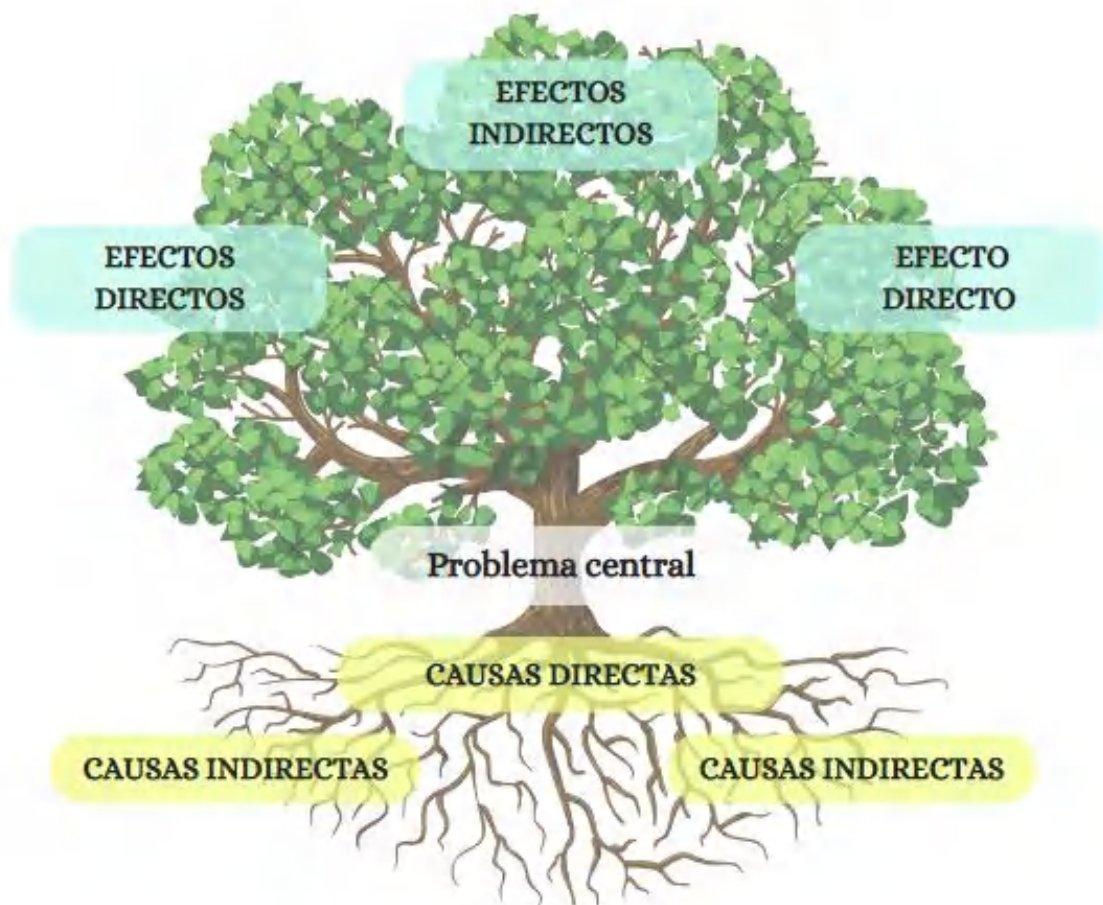 EFECTOS
INDIRECTOS
EFECTOS
DIRECTOS
EFECTO
DIRECTO
Problema central
CAUSAS DIRECTAS
CAUSAS INDIRECTAS
CAUSAS INDIRECTAS